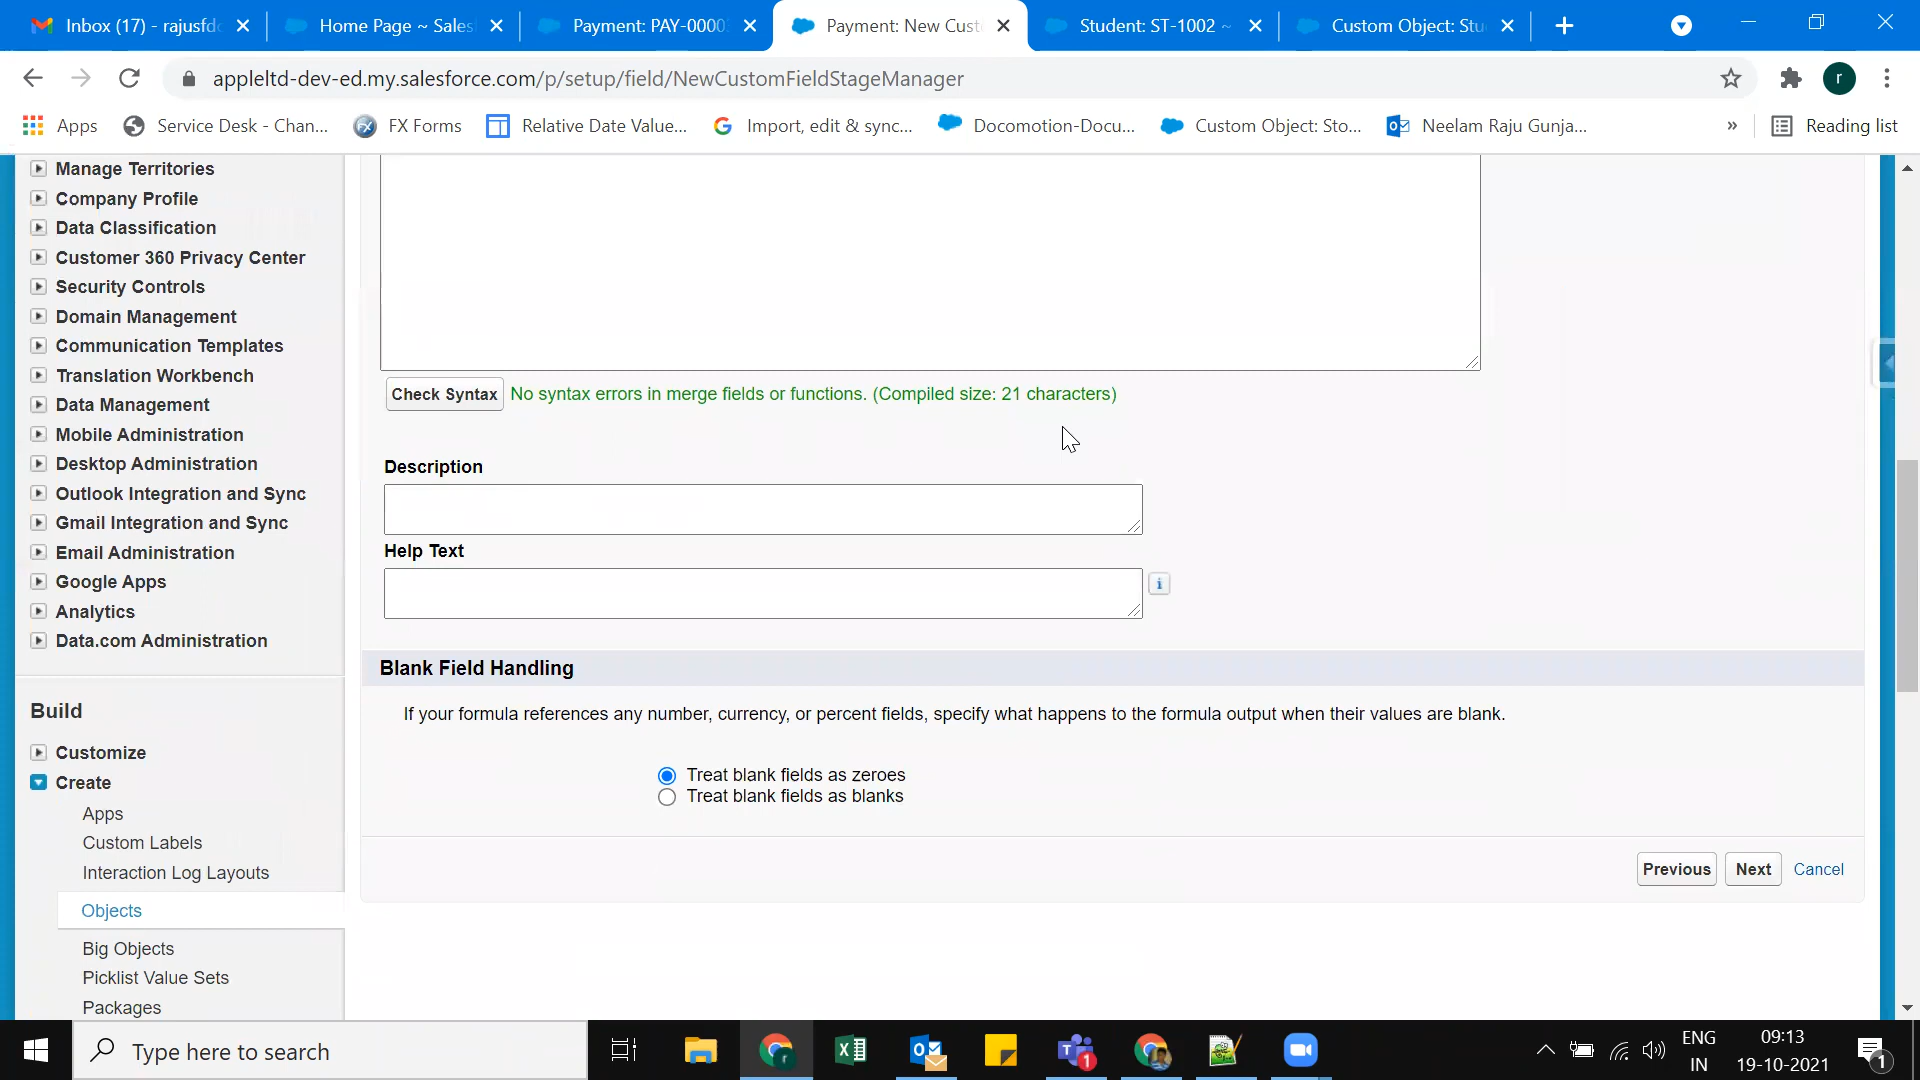 Inbox (17) - rajusfdc
Home Page ~ Sales
Payment: PAY-0000
Payment: New Cust
Student: ST-1002 ~
Custom Object: Stu
appleltd-dev-ed.my.salesforce.com/p/setup/field/NewCustomFieldStageManager
r
Apps
Service Desk - Chan...
FX Forms
Relative Date Value...
Import, edit & sync...
Docomotion-Docu...
Custom Object: Sto...
Neelam Raju Gunja...
»
Reading list
Manage Territories
Company Profile
Data Classification
Customer 360 Privacy Center
Security Controls
Domain Management
Communication Templates
Translation Workbench
Data Management
Mobile Administration
Desktop Administration
Outlook Integration and Sync
Gmail Integration and Sync
Email Administration
Google Apps
Analytics
Data.com Administration
Build
Customize
Create
Apps
Custom Labels
Interaction Log Layouts
Objects
Big Objects
Picklist Value Sets
Packages
Check Syntax
No syntax errors in merge fields or functions. (Compiled size: 21 characters)
Description
Help Text
i
Blank Field Handling
If your formula references any number, currency, or percent fields, specify what happens to the formula output when their values are blank.
Treat blank fields as zeroes
Treat blank fields as blanks
Previous
Next
Cancel
Type here to search
1
ENG
IN
09:13
19-10-2021
1